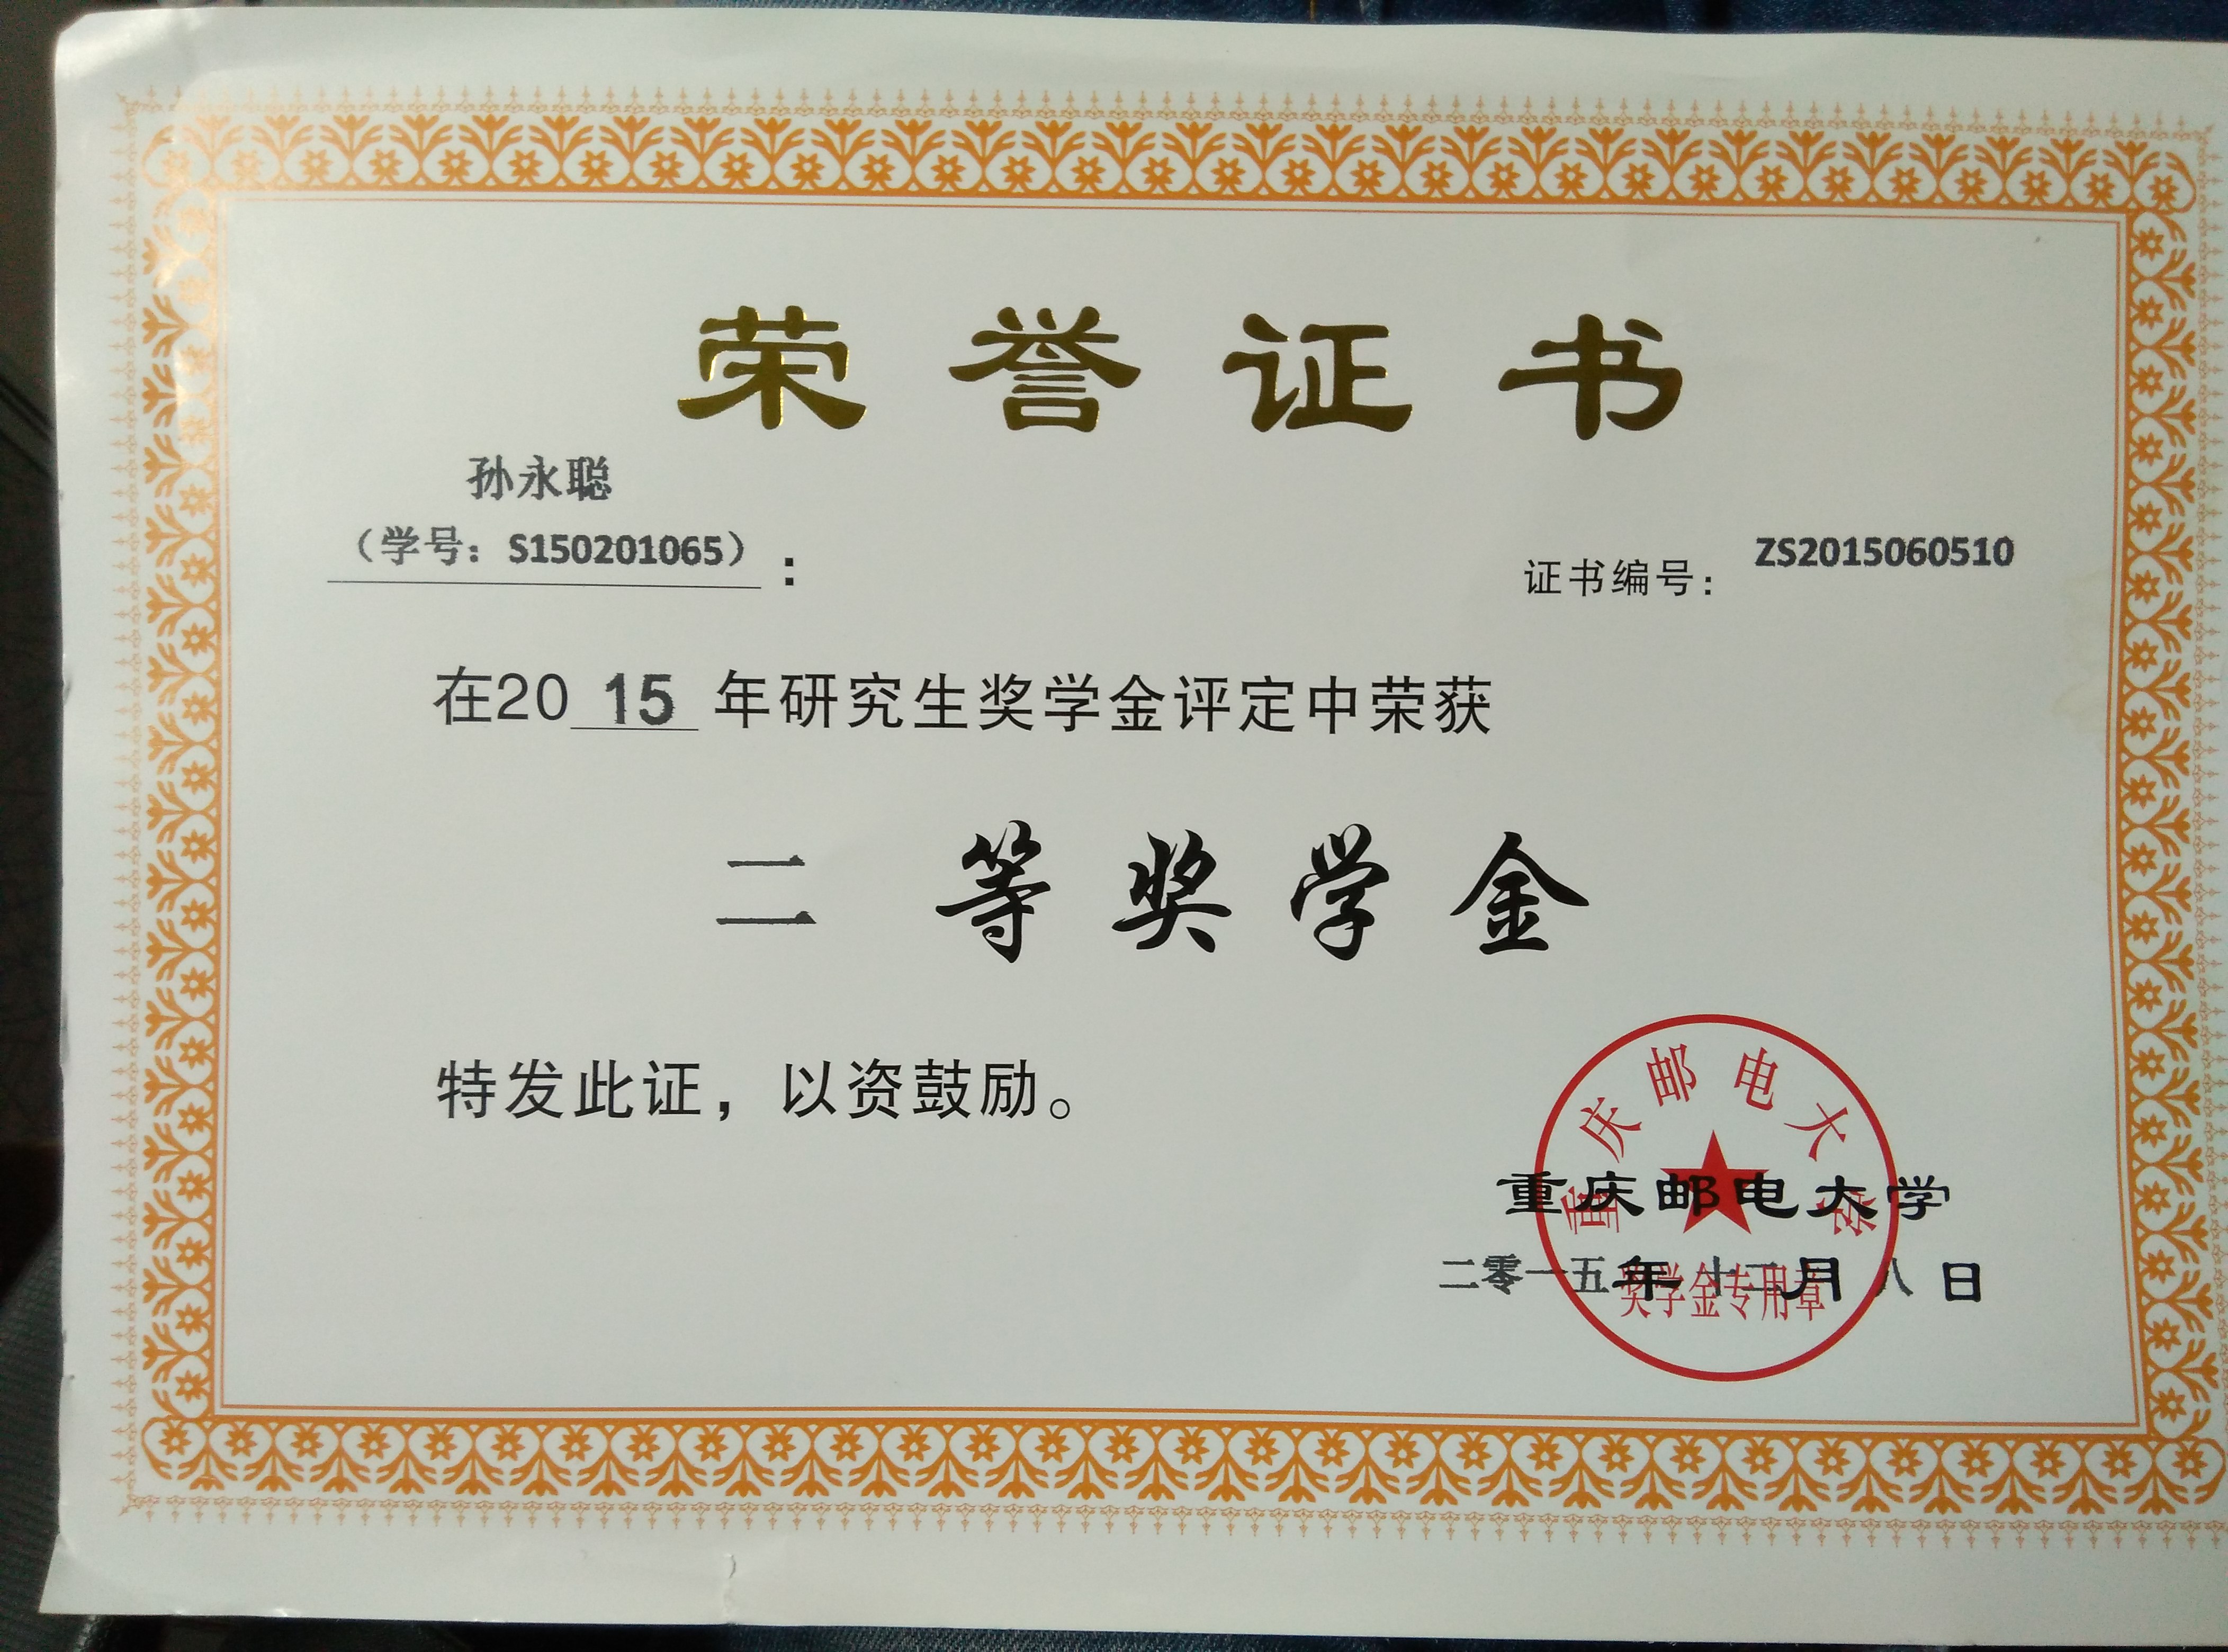 荣誉证书
孙永聪
（学号：S150201065）：
证书编号：ZS2015060510
在2015年研究生奖学金评定中荣获
二等奖学金
特发此证，以资鼓励。
重庆邮电大学
二零一五年十二月八日
重庆邮电大学
奖学金专用章